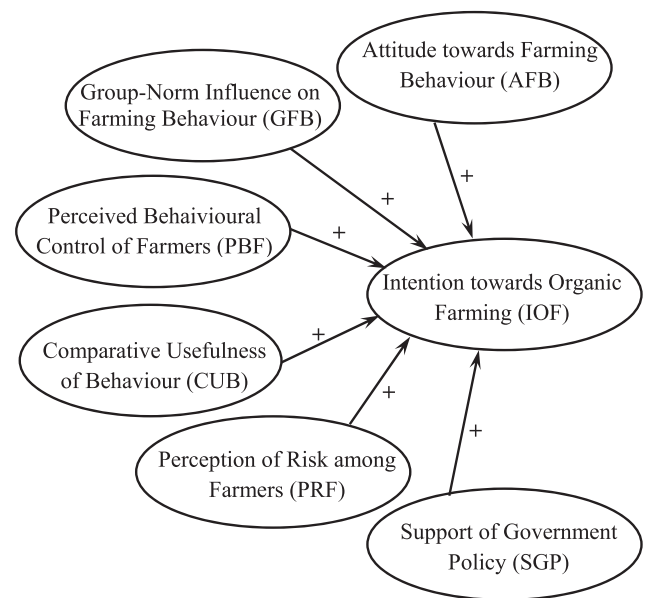 Attitude towards Farming
Behaviour (AFB)
Group-Norm Influence on
Farming Behaviour (GFB)
+
+
Perceived Behaivioural
Control of Farmers (PBF)
+
Intention towards Organic
Farming (IOF)
+
Comparative Usefulness
of Behaviour (CUB)
+
+
Perception of Risk among
Farmers (PRF)
Support of Government
Policy (SGP)